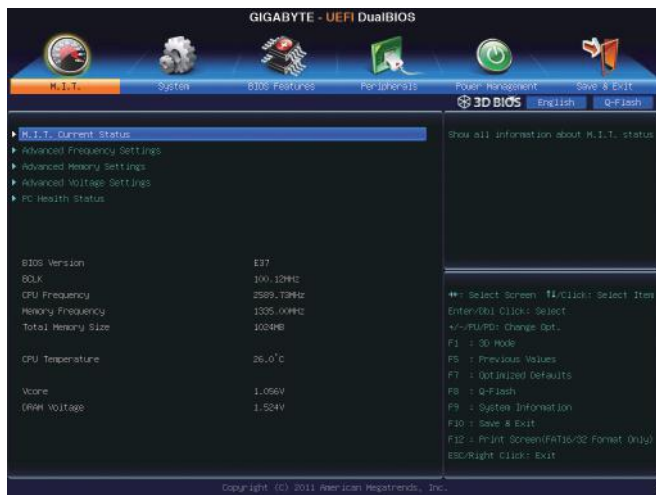 GIGABYTE - UEFI DualBIOS
M.I.T.
System
BIOS Features
Peripherals
Power Management
Save & Exit
3D BIOS
English
Q-Flash
M.I.T. Current Status
Advanced Frequency Settings
Advanced Memory Settings
Advanced Voltage Settings
PC Health Status
Show all information about M.I.T. status
BIOS Version E37
BCLK 100.12MHz
CPU Frequency 2589.73MHz
Memory Frequency 1335.00MHz
Total Memory Size 1024MB
CPU Temperature 26.0°C
Vcore 1.056V
DRAM Voltage 1.524V
↔: Select Screen ↑↓/Click: Select Item
Enter/Dbl Click: Select
+/-/PU/PD: Change Opt.
F1 : 3D Mode
F5 : Previous Values
F7 : Optimized Defaults
F8 : Q-Flash
F9 : System Information
F10 : Save & Exit
F12 : Print Screen(FAT16/32 Format Only)
ESC/Right Click: Exit
Copyright (C) 2011 American Megatrends, Inc.